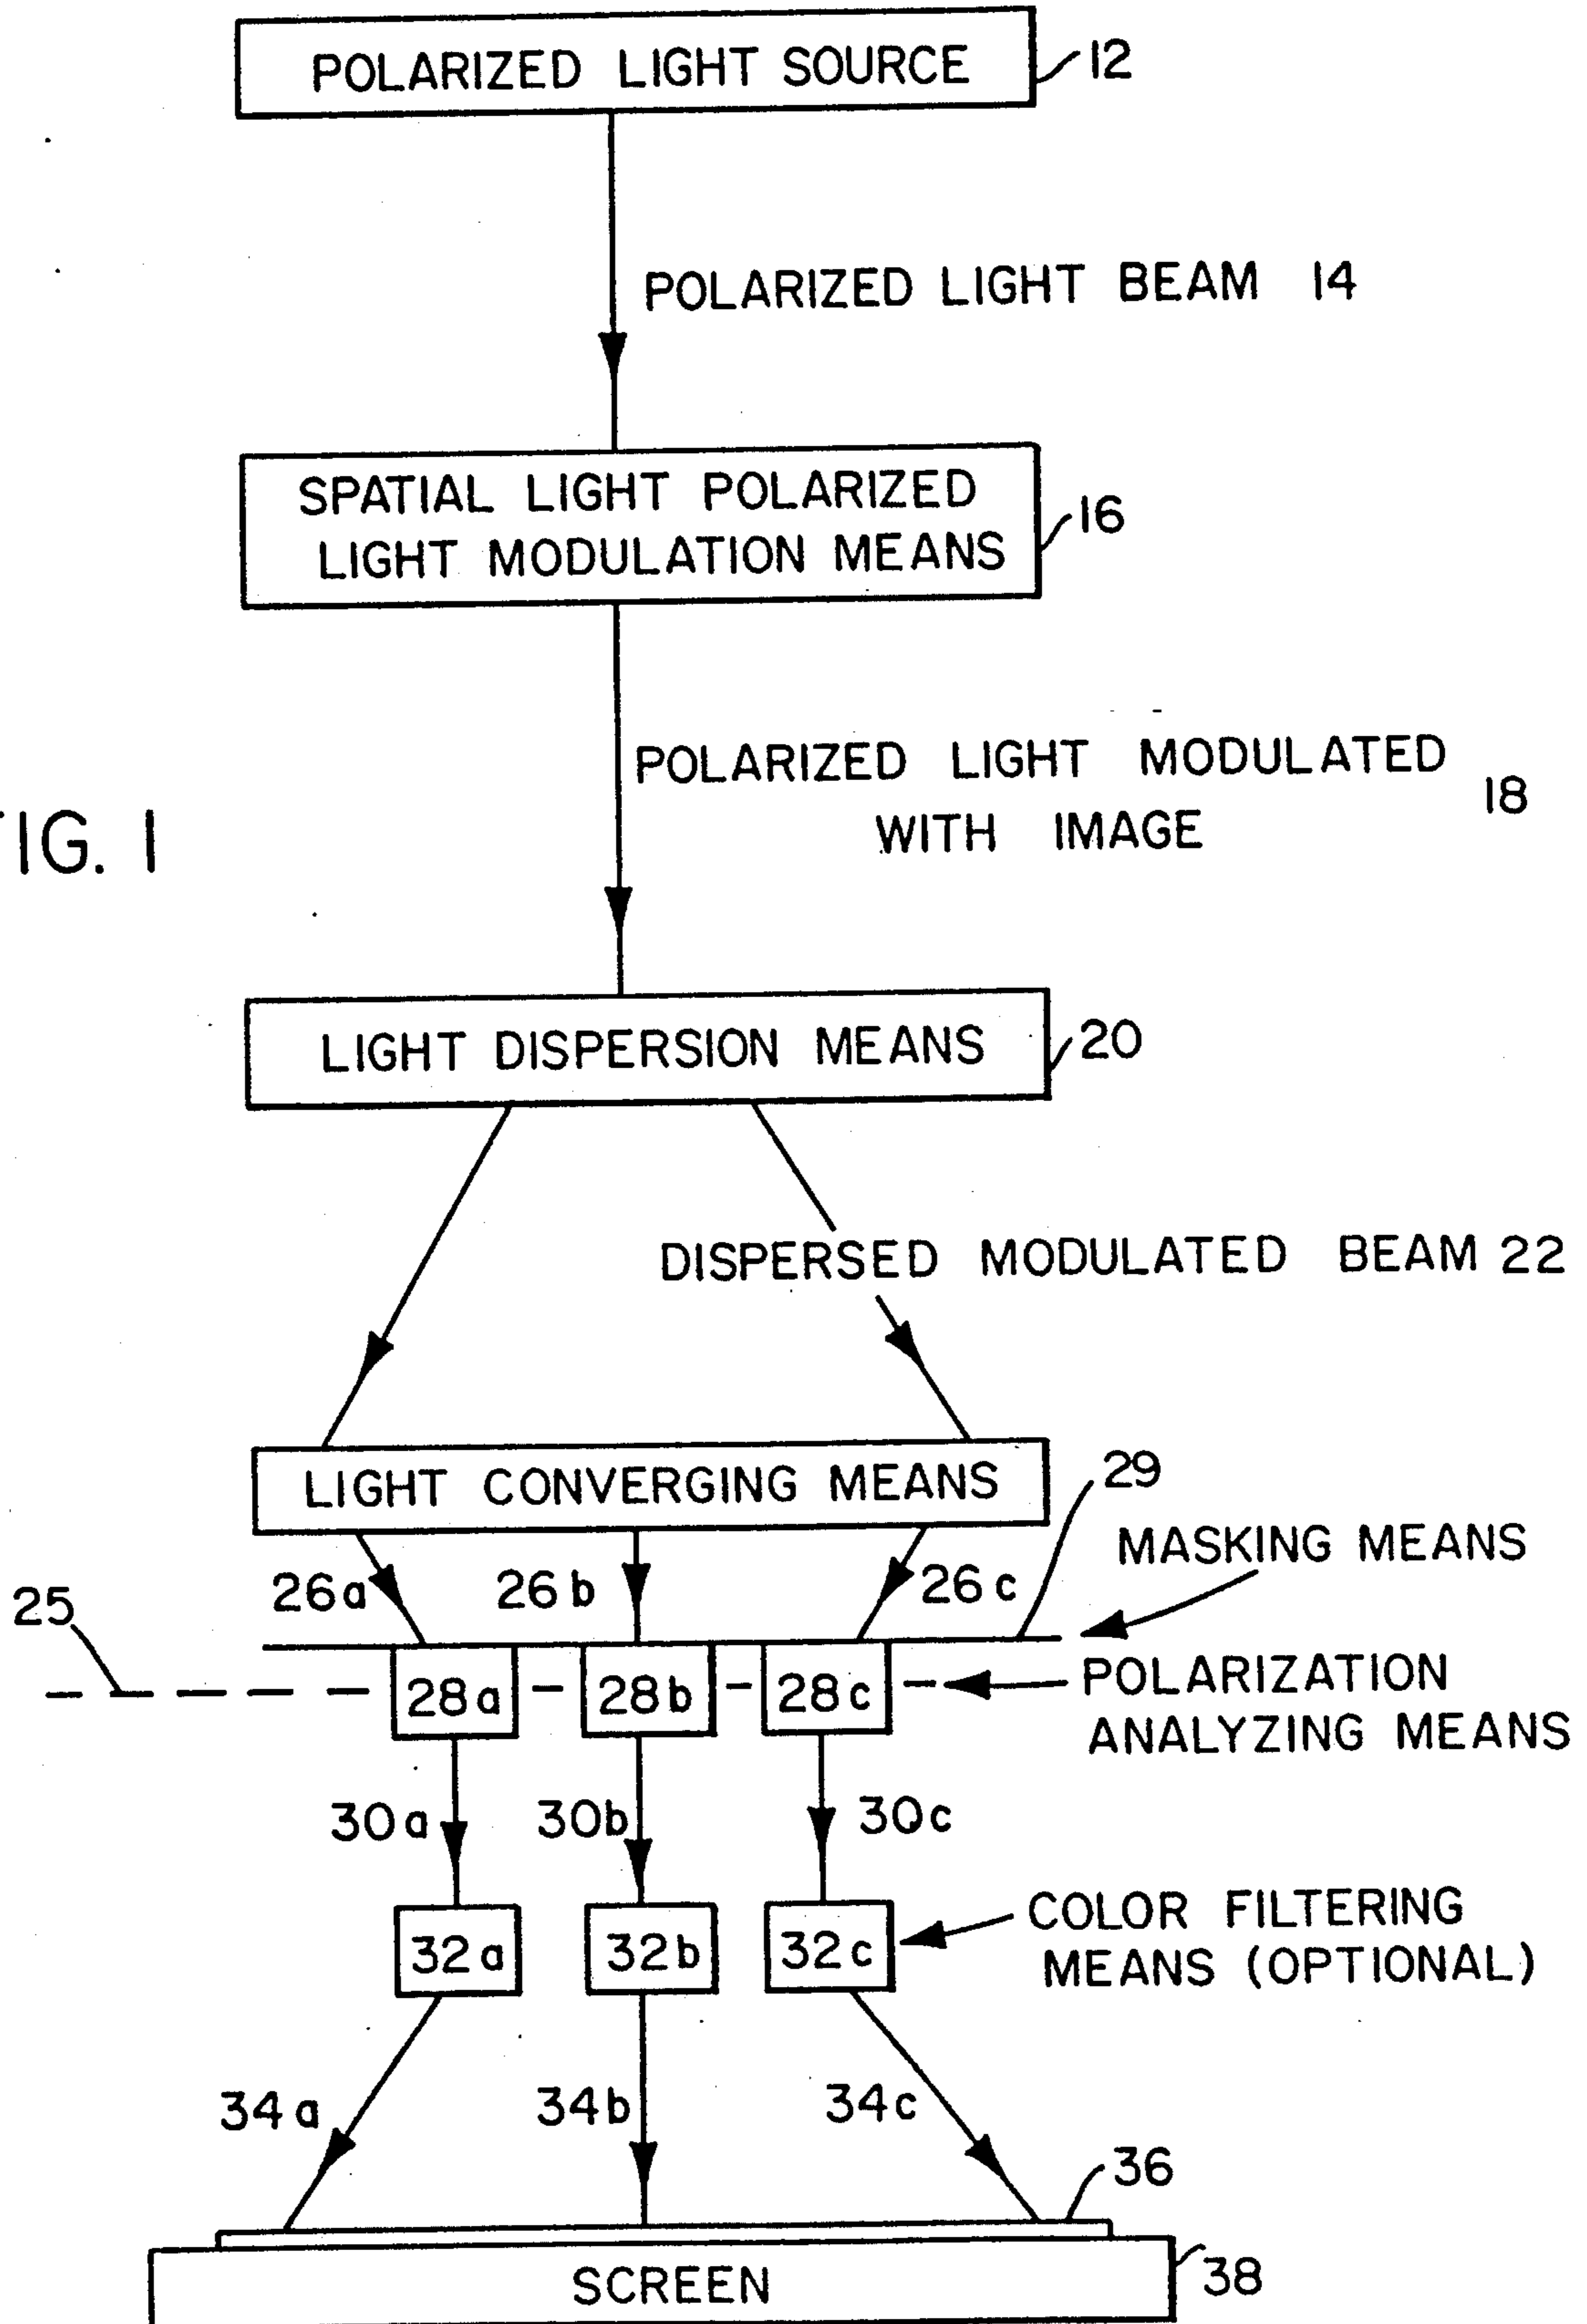 POLARIZED LIGHT SOURCE
12
POLARIZED LIGHT BEAM 14
SPATIAL LIGHT POLARIZED
LIGHT MODULATION MEANS
16
POLARIZED LIGHT MODULATED
WITH IMAGE
18
FIG. 1
LIGHT DISPERSION MEANS
20
DISPERSED MODULATED BEAM 22
LIGHT CONVERGING MEANS
29
MASKING MEANS
26a
26b
26c
25
28a
28b
28c
POLARIZATION
ANALYZING MEANS
30a
30b
30c
32a
32b
32c
COLOR FILTERING
MEANS (OPTIONAL)
34a
34b
34c
36
SCREEN
38